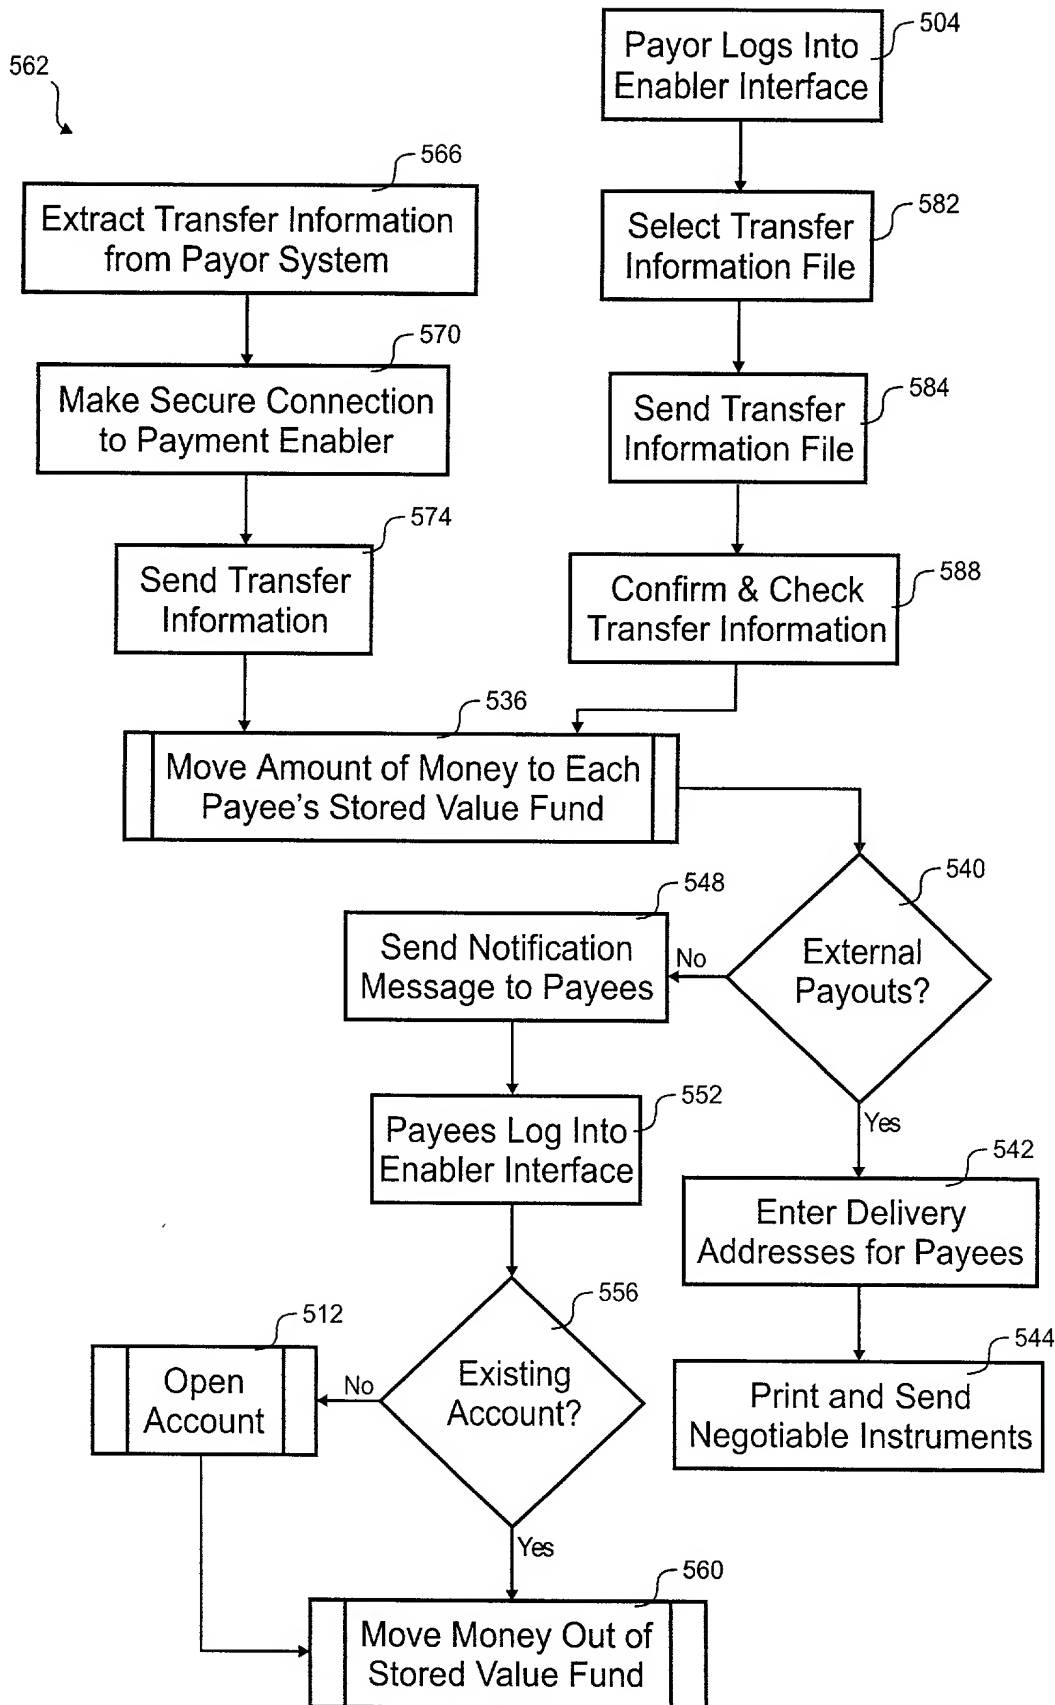 562
504
Payor Logs Into
Enabler Interface
566
Extract Transfer Information
from Payor System
582
Select Transfer
Information File
570
Make Secure Connection
to Payment Enabler
584
Send Transfer
Information File
574
Send Transfer
Information
588
Confirm & Check
Transfer Information
536
Move Amount of Money to Each
Payee's Stored Value Fund
540
External
Payouts?
No
Yes
548
Send Notification
Message to Payees
552
Payees Log Into
Enabler Interface
542
Enter Delivery
Addresses for Payees
556
Existing
Account?
No
Yes
512
Open
Account
544
Print and Send
Negotiable Instruments
560
Move Money Out of
Stored Value Fund